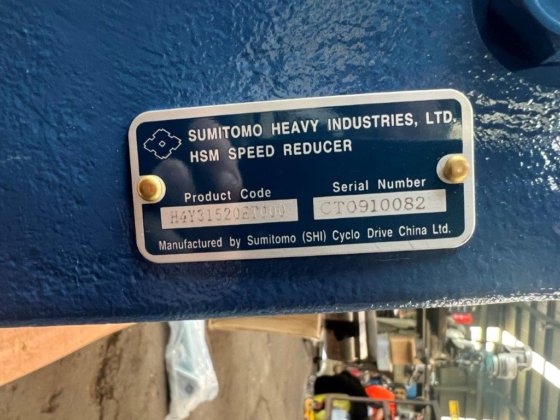 SUMITOMO HEAVY INDUSTRIES, LTD.
HSM SPEED REDUCER
Product Code
Serial Number
CT0910082
Manufactured by Sumitomo (SHI) Cyclo Drive China Ltd.